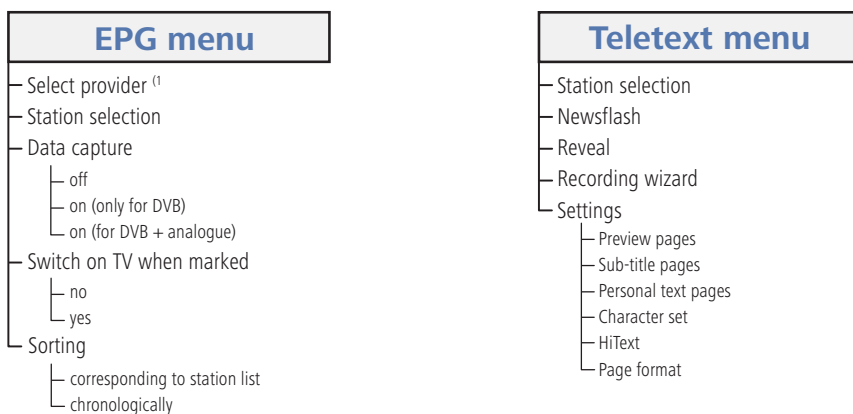 EPG menu
Select provider (1
Station selection
Data capture
off
on (only for DVB)
on (for DVB + analogue)
Switch on TV when marked
no
yes
Sorting
corresponding to station list
chronologically
Teletext menu
Station selection
Newsflash
Reveal
Recording wizard
Settings
Preview pages
Sub-title pages
Personal text pages
Character set
HiText
Page format